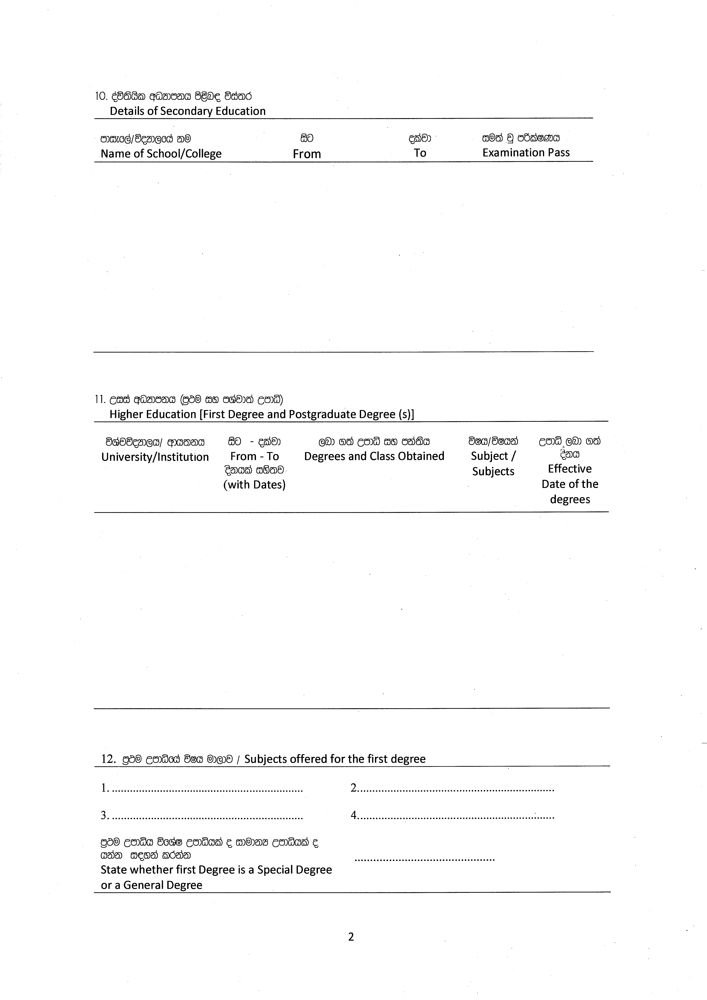 10. ද්විතියික අධ්‍යාපනය පිළිබඳ විස්තර
Details of Secondary Education
පාසැලේ/විද්‍යාලයේ නම සිට දක්වා සමත් වු පරික්ෂණය
Name of School/College From To Examination Pass
11. උසස් අධ්‍යාපනය (ප්‍රථම සහ පශ්චාත් උපාධි)
Higher Education [First Degree and Postgraduate Degree (s)]
විශ්වවිද්‍යාලය/ ආයතනය සිට - දක්වා ලබා ගත් උපාධි සහ පන්තිය විෂය/විෂයන් උපාධි ලබා ගත්
University/Institution From - To Degrees and Class Obtained Subject / දිනය
දිනයක් සහිතව Subjects Effective
(with Dates) Date of the
degrees
12. ප්‍රථම උපාධියේ විෂය මාලාව / Subjects offered for the first degree
1. ............................................................... 2.................................................................
3. ............................................................... 4.................................................................
ප්‍රථම උපාධිය විශේෂ උපාධියක් ද සාමාන්‍ය උපාධියක් ද
යන්න සඳහන් කරන්න ..............................................
State whether first Degree is a Special Degree
or a General Degree
2